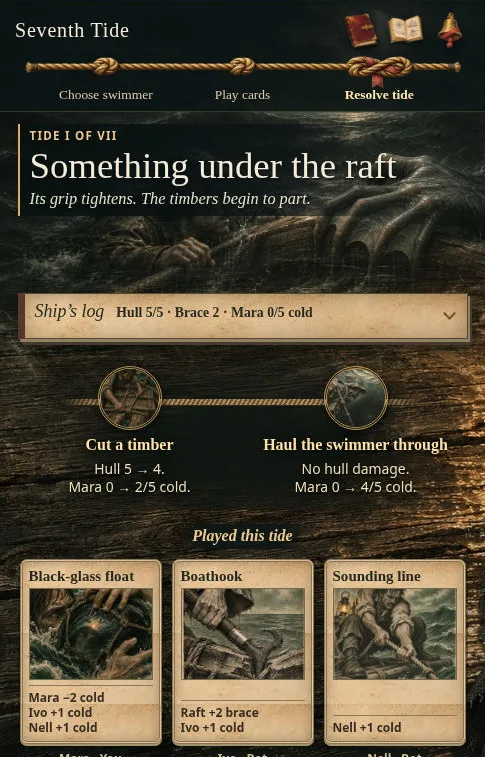 Seventh Tide
Choose swimmer
Play cards
Resolve tide
TIDE I OF VII
Something under the raft
Its grip tightens. The timbers begin to part.
Ship's log Hull 5/5 · Brace 2 · Mara 0/5 cold
Cut a timber
Hull 5 → 4.
Mara 0 → 2/5 cold.
Haul the swimmer through
No hull damage.
Mara 0 → 4/5 cold.
Played this tide
Black-glass float
Mara −2 cold
Ivo +1 cold
Nell +1 cold
Boathook
Raft +2 brace
Ivo +1 cold
Sounding line
Nell +1 cold